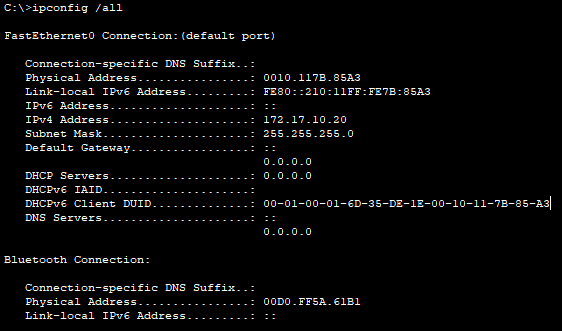 C:\>ipconfig /all
FastEthernet0 Connection:(default port)
Connection-specific DNS Suffix..:
Physical Address................: 0010.117B.85A3
Link-local IPv6 Address.........: FE80::210:11FF:FE7B:85A3
IPv6 Address....................: ::
IPv4 Address....................: 172.17.10.20
Subnet Mask.....................: 255.255.255.0
Default Gateway.................: ::
0.0.0.0
DHCP Servers....................: 0.0.0.0
DHCPv6 IAID.....................:
DHCPv6 Client DUID..............: 00-01-00-01-6D-35-DE-1E-00-10-11-7B-85-A3
DNS Servers.....................: ::
0.0.0.0
Bluetooth Connection:
Connection-specific DNS Suffix..:
Physical Address................: 00D0.FF5A.61B1
Link-local IPv6 Address.........: ::